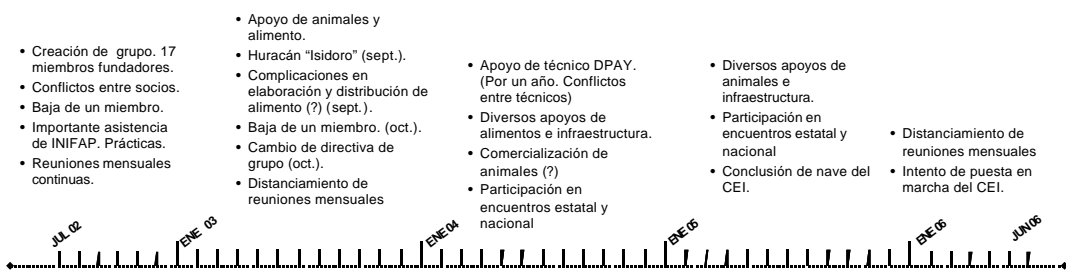 • Creación de grupo. 17
miembros fundadores.
• Conflictos entre socios.
• Baja de un miembro.
• Importante asistencia
de INIFAP. Prácticas.
• Reuniones mensuales
continuas.
• Apoyo de animales y
alimento.
• Huracán “Isidoro” (sept.).
• Complicaciones en
elaboración y distribución de
alimento (?) (sept.).
• Baja de un miembro. (oct.).
• Cambio de directiva de
grupo (oct.).
• Distanciamiento de
reuniones mensuales
• Apoyo de técnico DPAY.
(Por un año. Conflictos
entre técnicos)
• Diversos apoyos de
alimentos e infraestructura.
• Comercialización de
animales (?)
• Participación en
encuentros estatal y
nacional
• Diversos apoyos de
animales e
infraestructura.
• Participación en
encuentros estatal y
nacional
• Conclusión de nave del
CEI.
• Distanciamiento de
reuniones mensuales
• Intento de puesta en
marcha del CEI.
JUL 02
ENE 03
ENE 04
ENE 05
ENE 06
JUN 06